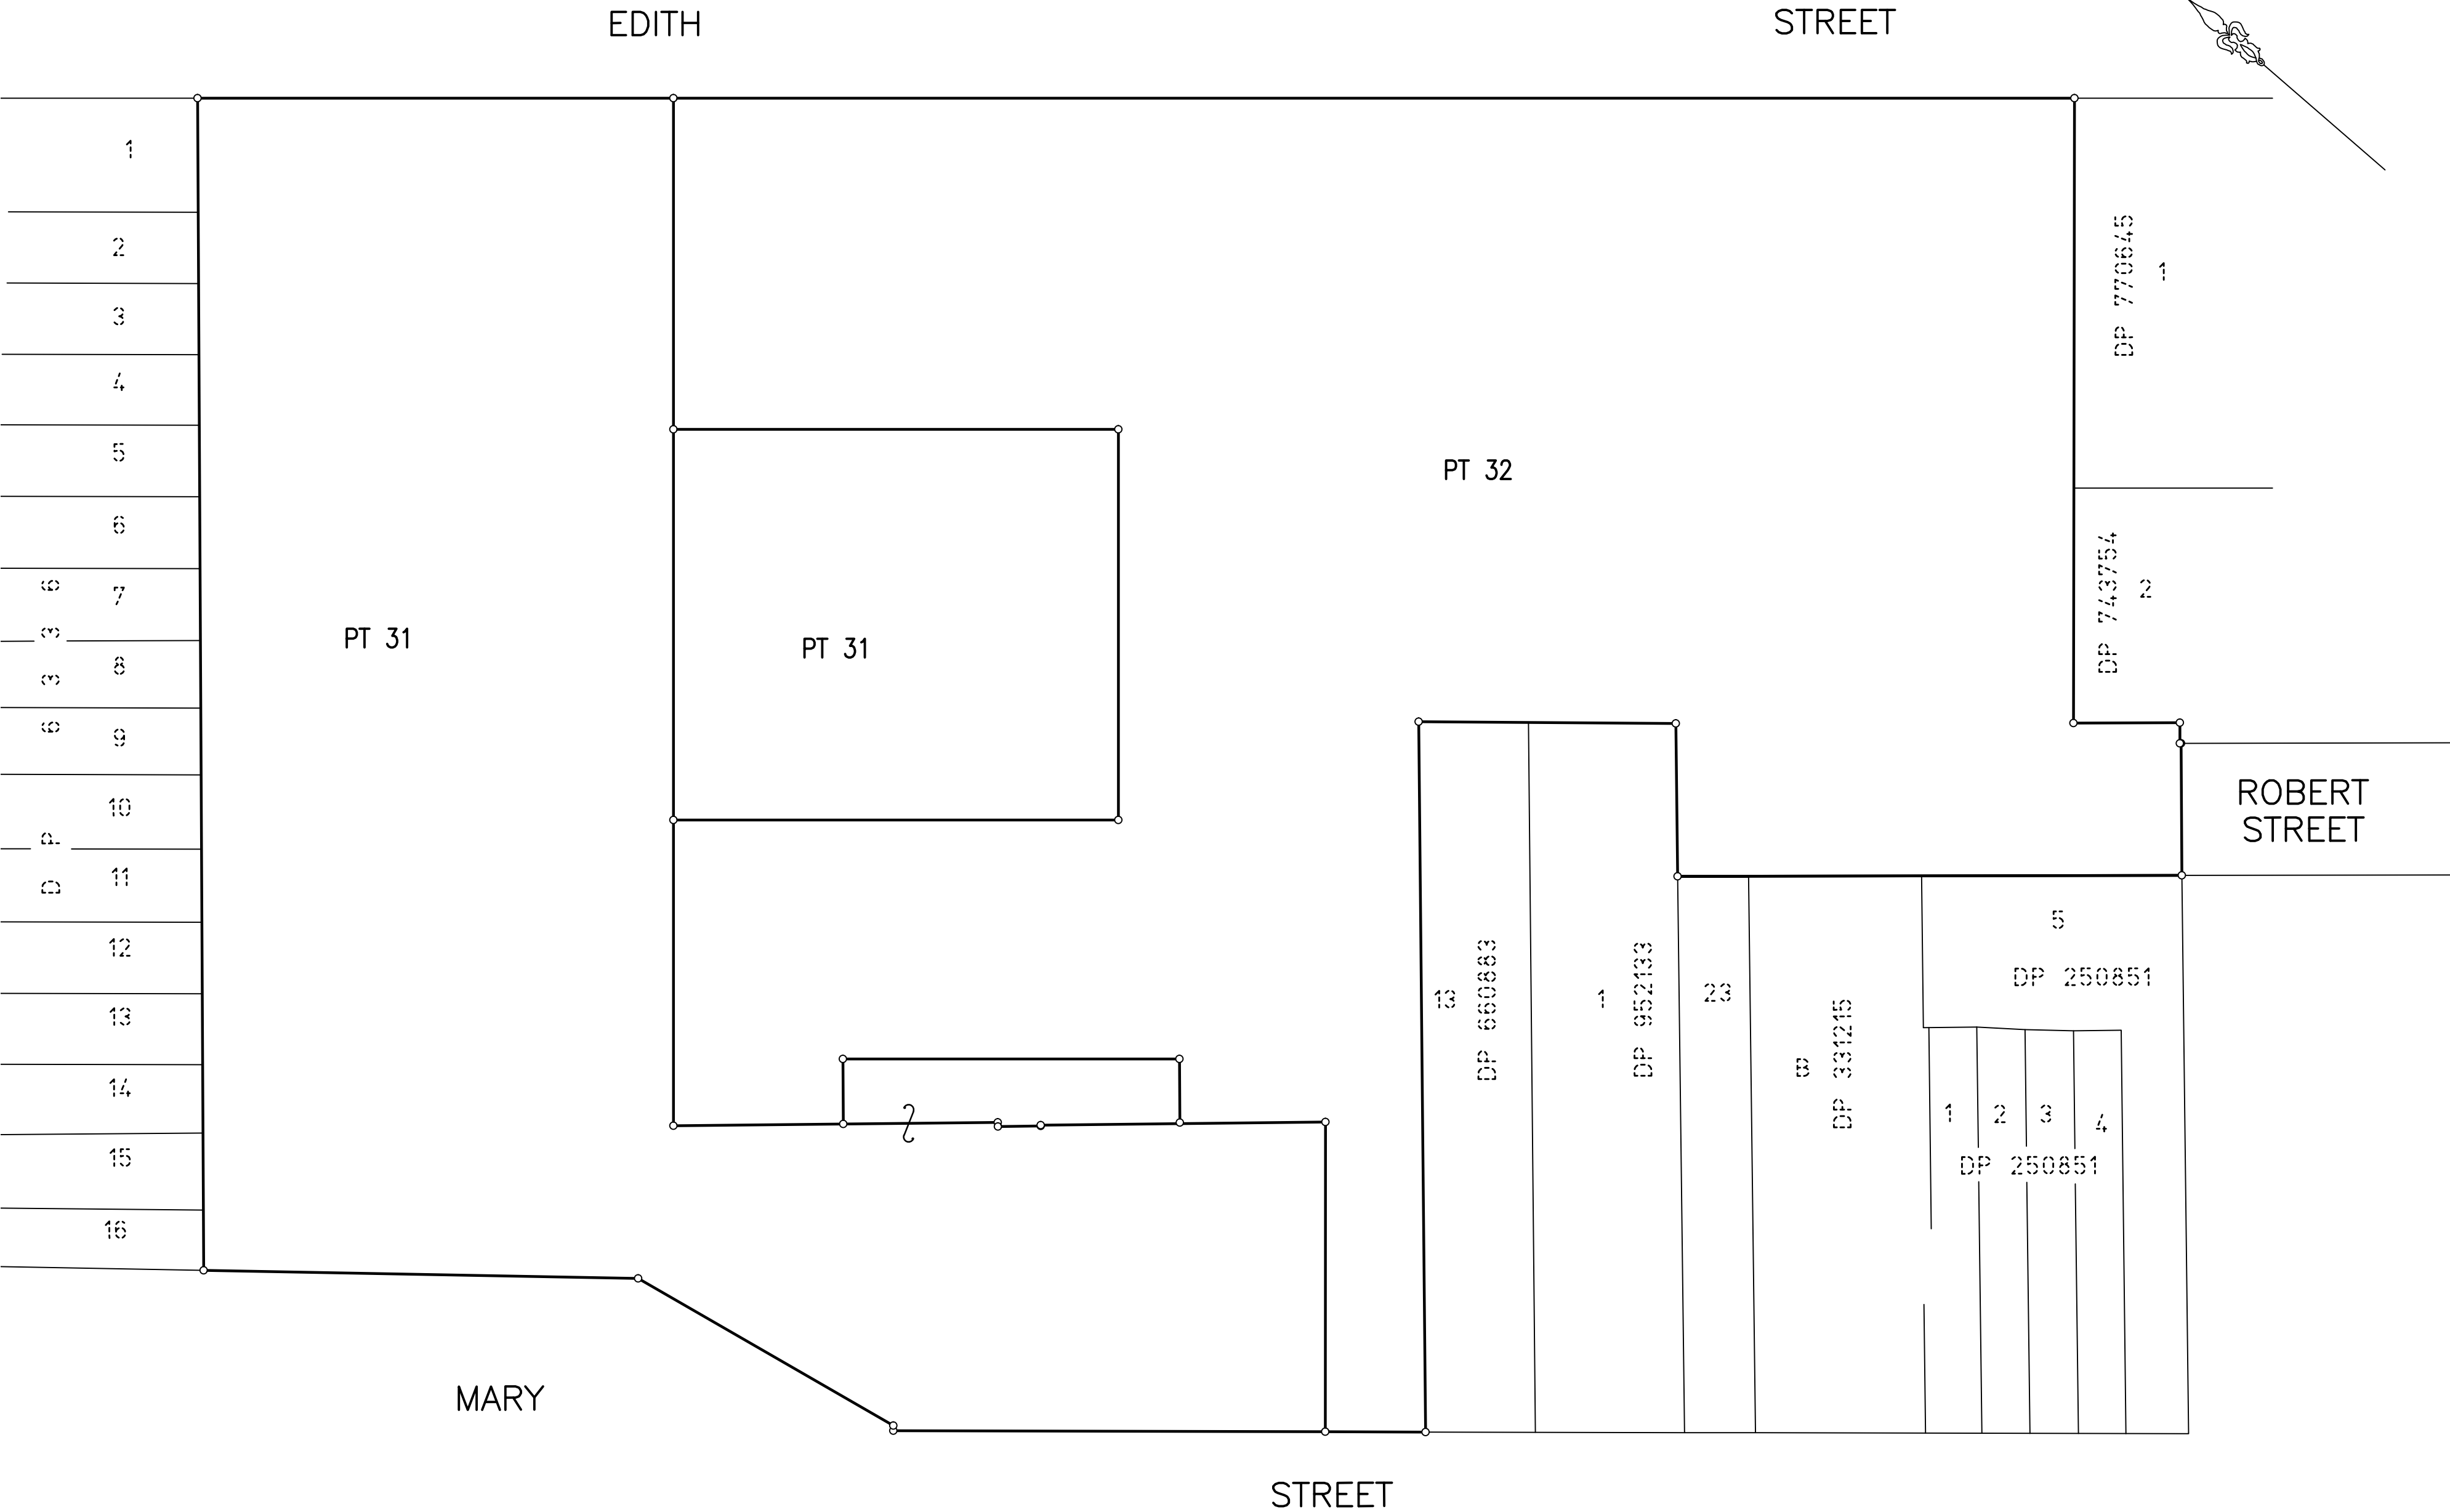 EDITH STREET
1
2
3
4
5
6
7
8
9
10
11
12
13
14
15
16
DP 6336
PT 31
PT 31
PT 32
DP 770645
1
DP 743754
2
ROBERT
STREET
13
DP 660883
1
DP 952133
23
B
DP 331215
5
DP 250851
1
2
3
4
DP 250851
MARY STREET